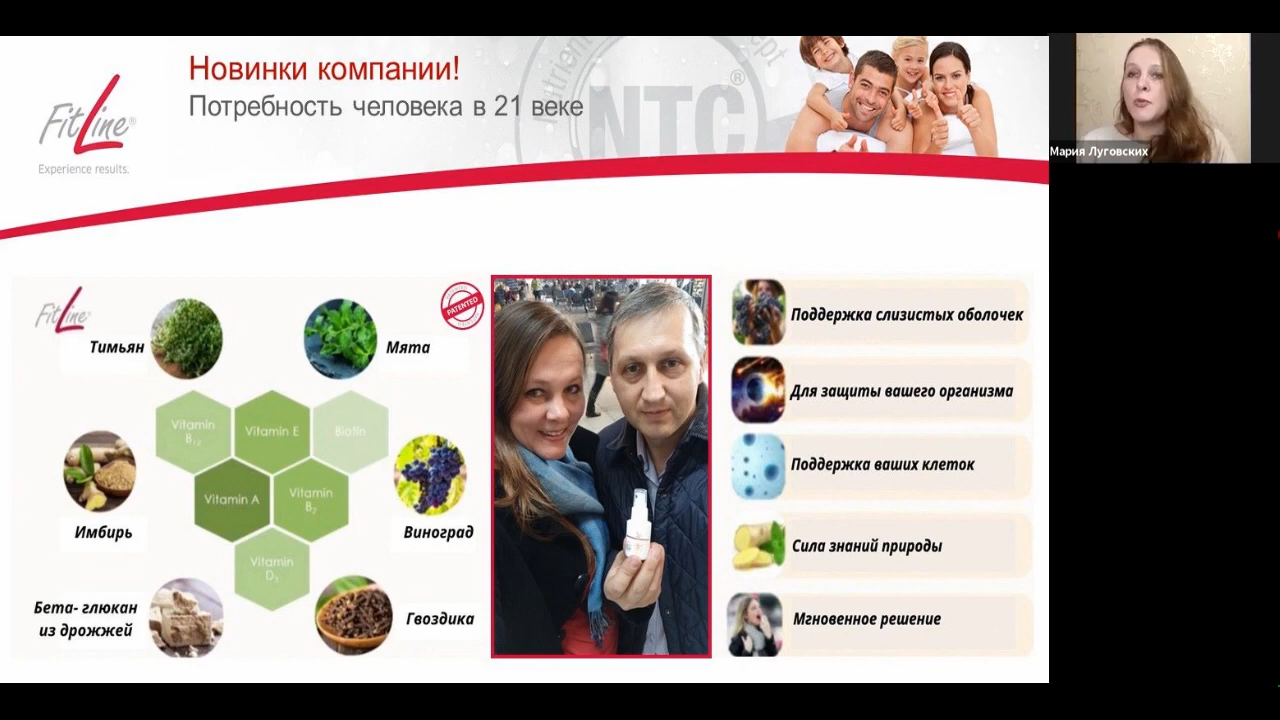 Новинки компании!
Потребность человека в 21 веке
FitLine®
Experience results.
NTC®
Мария Луговских
FitLine®
PATENTED
Тимьян
Мята
Vitamin B12
Vitamin E
Biotin
Vitamin A
Vitamin B2
Vitamin D3
Имбирь
Виноград
Бета- глюкан
из дрожжей
Гвоздика
Поддержка слизистых оболочек
Для защиты вашего организма
Поддержка ваших клеток
Сила знаний природы
Мгновенное решение